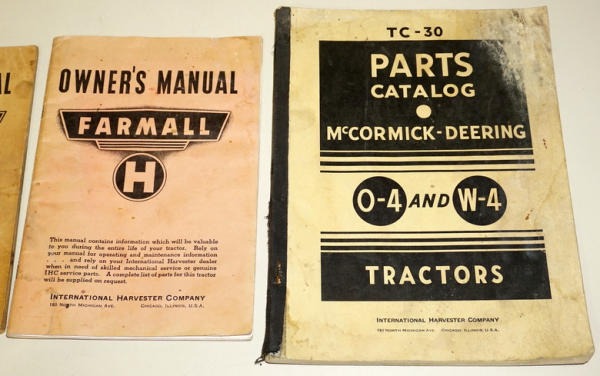 AL
OWNER'S MANUAL
FARMALL
H
This manual contains information which will be valuable
to you during the entire life of your tractor. Rely on
your manual for operating and maintenance information
. . . . and rely on your International Harvester dealer
when in need of skilled mechanical service or genuine
IHC service parts. A complete list of parts for this tractor
will be supplied on request.
INTERNATIONAL HARVESTER COMPANY
180 NORTH MICHIGAN AVE. CHICAGO, ILLINOIS, U.S.A.
TC-30
PARTS
CATALOG
McCORMICK-DEERING
O-4 AND W-4
TRACTORS
INTERNATIONAL HARVESTER COMPANY
180 NORTH MICHIGAN AVE. CHICAGO, ILLINOIS, U.S.A.